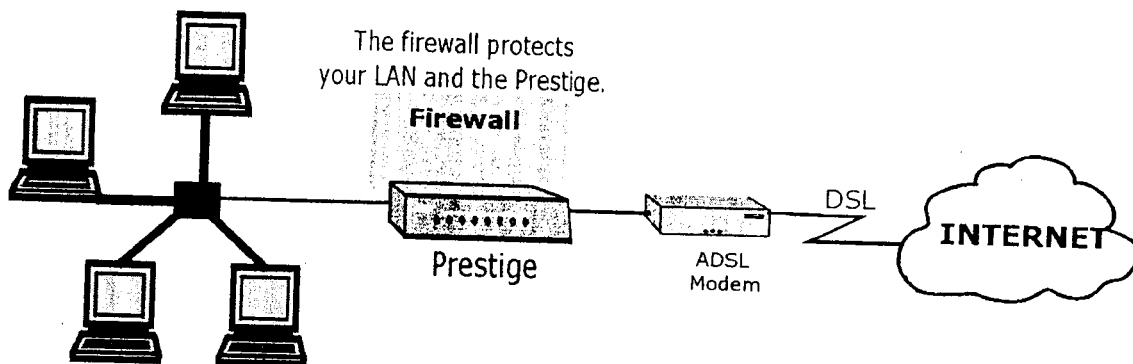 The firewall protects
your LAN and the Prestige.
Firewall
Prestige
ADSL
Modem
DSL
INTERNET